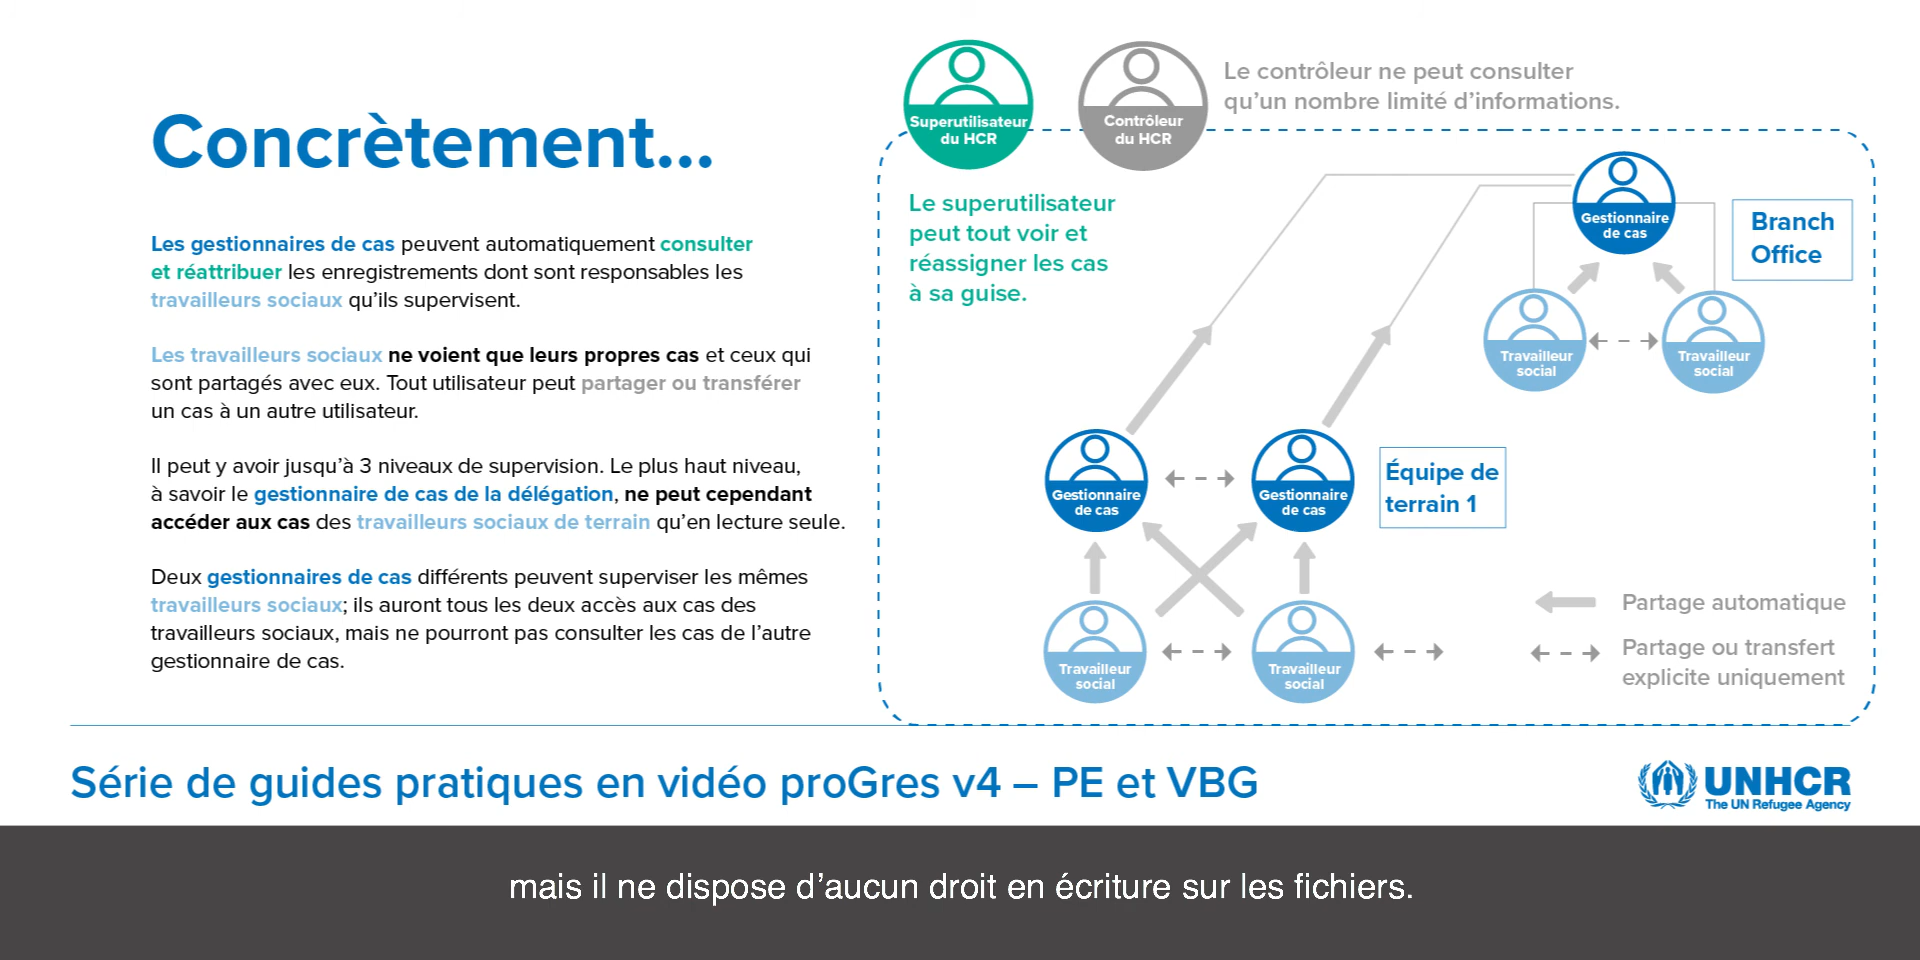 Concrètement...
Les gestionnaires de cas peuvent automatiquement consulter
et réattribuer les enregistrements dont sont responsables les
travailleurs sociaux qu’ils supervisent.
Les travailleurs sociaux ne voient que leurs propres cas et ceux qui
sont partagés avec eux. Tout utilisateur peut partager ou transférer
un cas à un autre utilisateur.
Il peut y avoir jusqu’à 3 niveaux de supervision. Le plus haut niveau,
à savoir le gestionnaire de cas de la délégation, ne peut cependant
accéder aux cas des travailleurs sociaux de terrain qu’en lecture seule.
Deux gestionnaires de cas différents peuvent superviser les mêmes
travailleurs sociaux; ils auront tous les deux accès aux cas des
travailleurs sociaux, mais ne pourront pas consulter les cas de l’autre
gestionnaire de cas.
Superutilisateur
du HCR
Contrôleur
du HCR
Le contrôleur ne peut consulter
qu’un nombre limité d’informations.
Le superutilisateur
peut tout voir et
réassigner les cas
à sa guise.
Gestionnaire
de cas
Branch
Office
Travailleur
social
Travailleur
social
Gestionnaire
de cas
Gestionnaire
de cas
Équipe de
terrain 1
Travailleur
social
Travailleur
social
Partage automatique
Partage ou transfert
explicite uniquement
Série de guides pratiques en vidéo proGres v4 – PE et VBG
UNHCR
The UN Refugee Agency
mais il ne dispose d’aucun droit en écriture sur les fichiers.